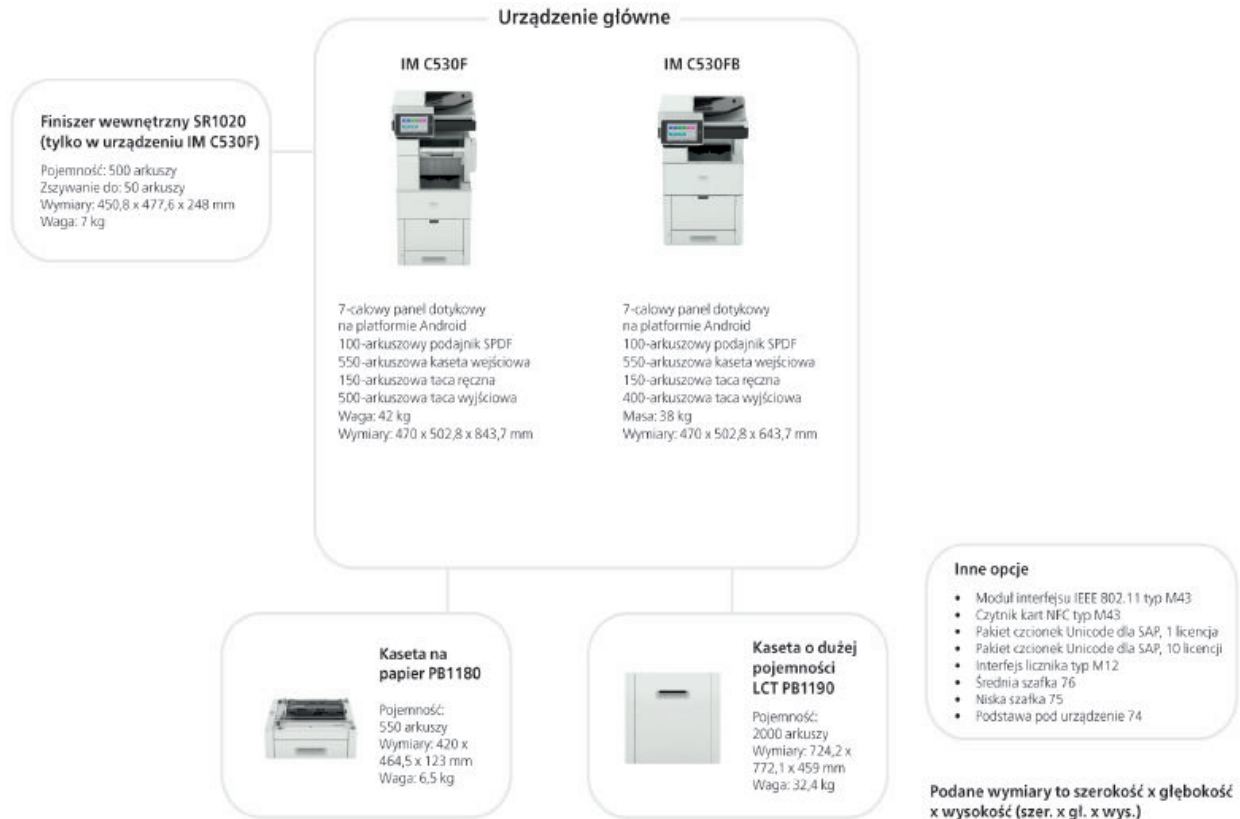 Urządzenie główne
Finiszer wewnętrzny SR1020
(tylko w urządzeniu IM C530F)
Pojemność: 500 arkuszy
Zszywanie do: 50 arkuszy
Wymiary: 450,8 x 477,6 x 248 mm
Waga: 7 kg
IM C530F
7-calowy panel dotykowy
na platformie Android
100-arkuszowy podajnik SPDF
550-arkuszowa kaseta wejściowa
150-arkuszowa taca ręczna
500-arkuszowa taca wyjściowa
Waga: 42 kg
Wymiary: 470 x 502,8 x 843,7 mm
IM C530FB
7-calowy panel dotykowy
na platformie Android
100-arkuszowy podajnik SPDF
550-arkuszowa kaseta wejściowa
150-arkuszowa taca ręczna
400-arkuszowa taca wyjściowa
Masa: 38 kg
Wymiary: 470 x 502,8 x 643,7 mm
Kaseta na
papier PB1180
Pojemność:
550 arkuszy
Wymiary: 420 x
464,5 x 123 mm
Waga: 6,5 kg
Kaseta o dużej
pojemności
LCT PB1190
Pojemność:
2000 arkuszy
Wymiary: 724,2 x
772,1 x 459 mm
Waga: 32,4 kg
Inne opcje
• Moduł interfejsu IEEE 802.11 typ M43
• Czytnik kart NFC typ M43
• Pakiet czcionek Unicode dla SAP, 1 licencja
• Pakiet czcionek Unicode dla SAP, 10 licencji
• Interfejs licznika typ M12
• Średnia szafka 76
• Niska szafka 75
• Podstawa pod urządzenie 74
Podane wymiary to szerokość x głębokość
x wysokość (szer. x gł. x wys.)